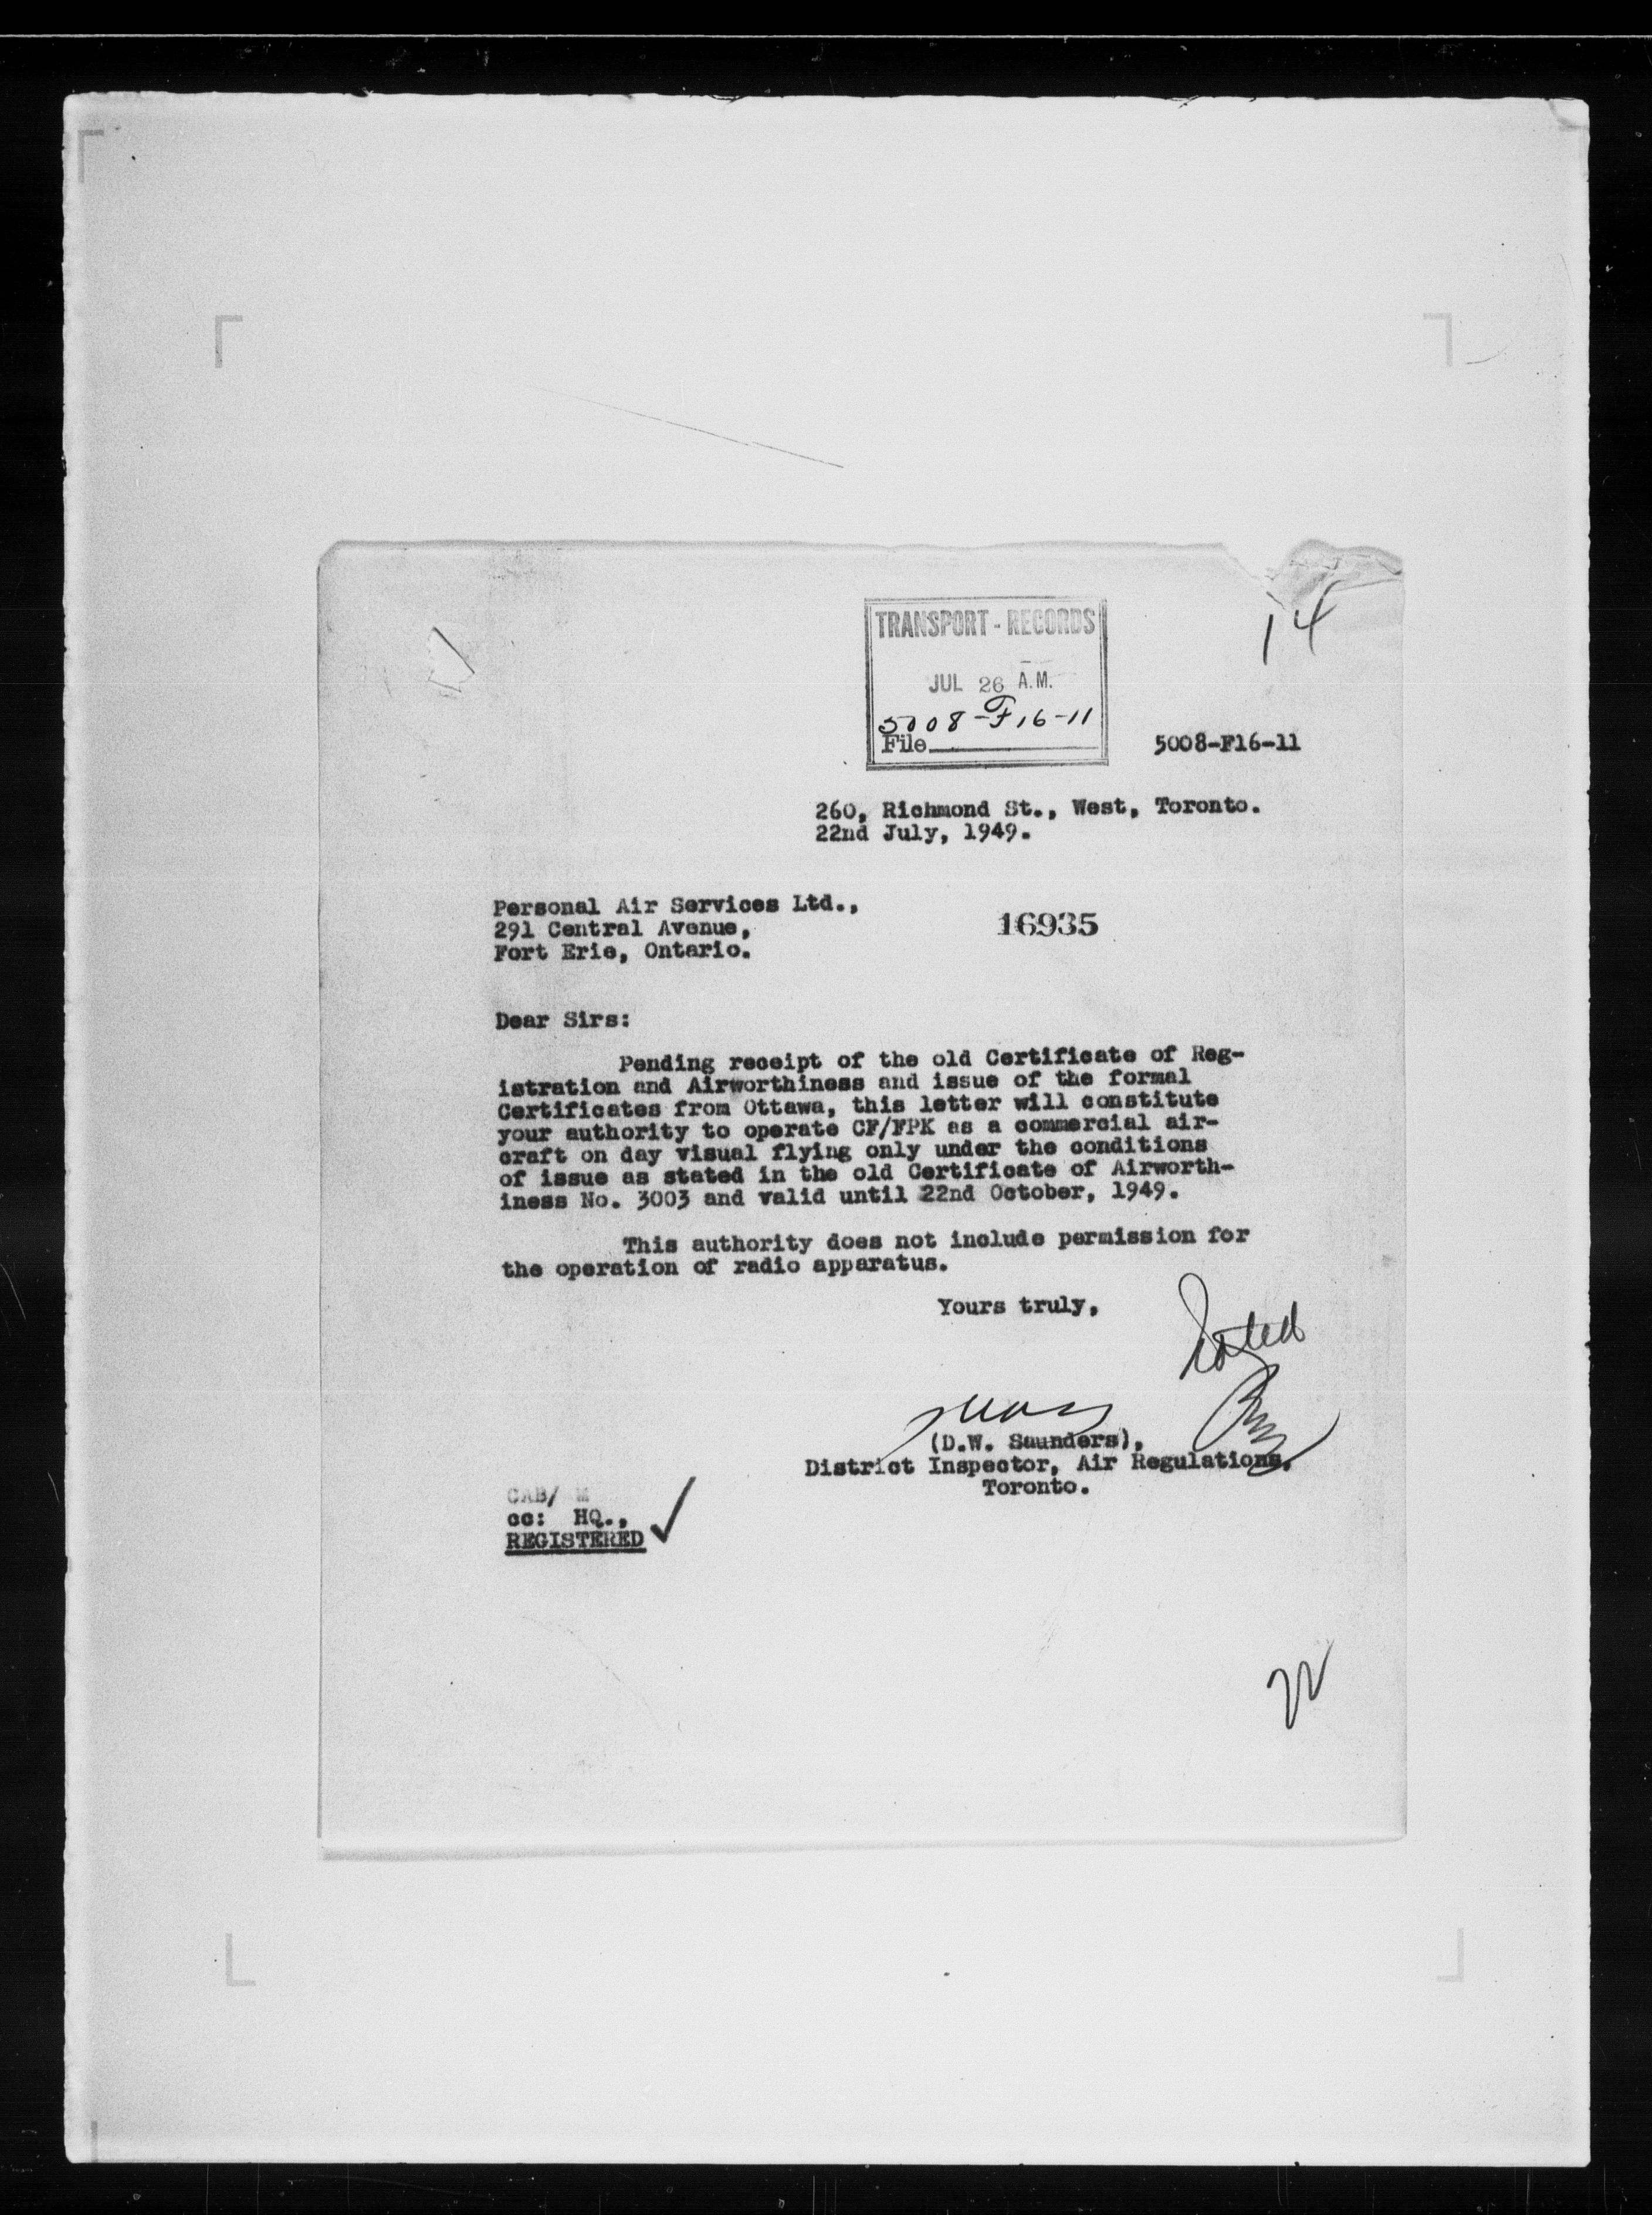 14
TRANSPORT - RECORDS
JUL 26 A.M.
5008-F16-11
File
5008-F16-11
260, Richmond St., West, Toronto.
22nd July, 1949.
Personal Air Services Ltd.,
291 Central Avenue,
Fort Erie, Ontario.
16935
Dear Sirs:
Pending receipt of the old Certificate of Reg-
istration and Airworthiness and issue of the formal
Certificates from Ottawa, this letter will constitute
your authority to operate CF/FPK as a commercial air-
craft on day visual flying only under the conditions
of issue as stated in the old Certificate of Airworth-
iness No. 3003 and valid until 22nd October, 1949.
This authority does not include permission for
the operation of radio apparatus.
Yours truly,
Noted
(D.W. Saunders),
District Inspector, Air Regulations,
Toronto.
CAB/ M
cc: HQ.,
REGISTERED